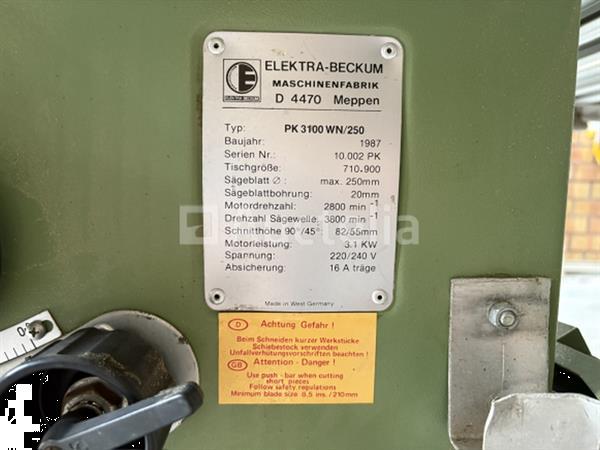 ELEKTRA-BECKUM
MASCHINENFABRIK
D 4470 Meppen
ELEKTRA BECKUM
Typ: PK 3100 WN/250
Baujahr: 1987
Serien Nr.: 10.002 PK
Tischgröße: 710.900
Sägeblatt Ø: max. 250mm
Sägeblattbohrung: 20mm
Motordrehzahl: 2800 min -1
Drehzahl Sägewelle: 3800 min -1
Schnitthöhe 90°/45° 82/55mm
Motorleistung: 3.1 KW
Spannung: 220/240 V
Absicherung: 16 A träge
Made in West Germany
D Achtung Gefahr !
Beim Schneiden kurzer Werkstücke
Schiebestock verwenden
Unfallverhütungsvorschriften beachten !
GB Attention - Danger !
Use push - bar when cutting
short pieces
Follow safety regulations
Minimum blade size 8,5 ins. /210mm